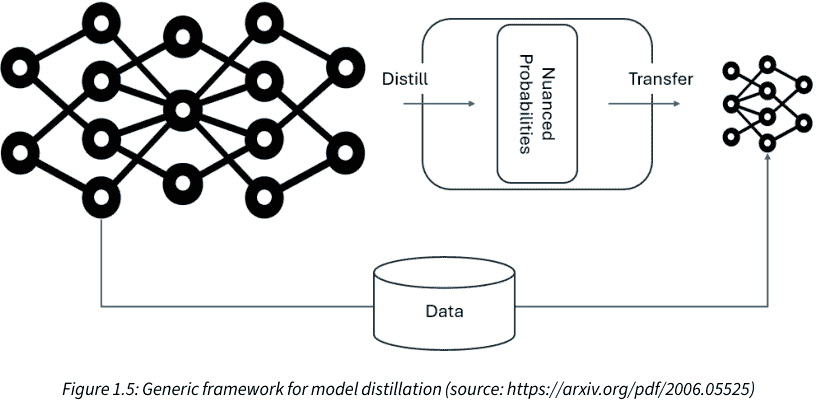 Distill
Nuanced
Probabilities
Transfer
Data
Figure 1.5: Generic framework for model distillation (source: https://arxiv.org/pdf/2006.05525)